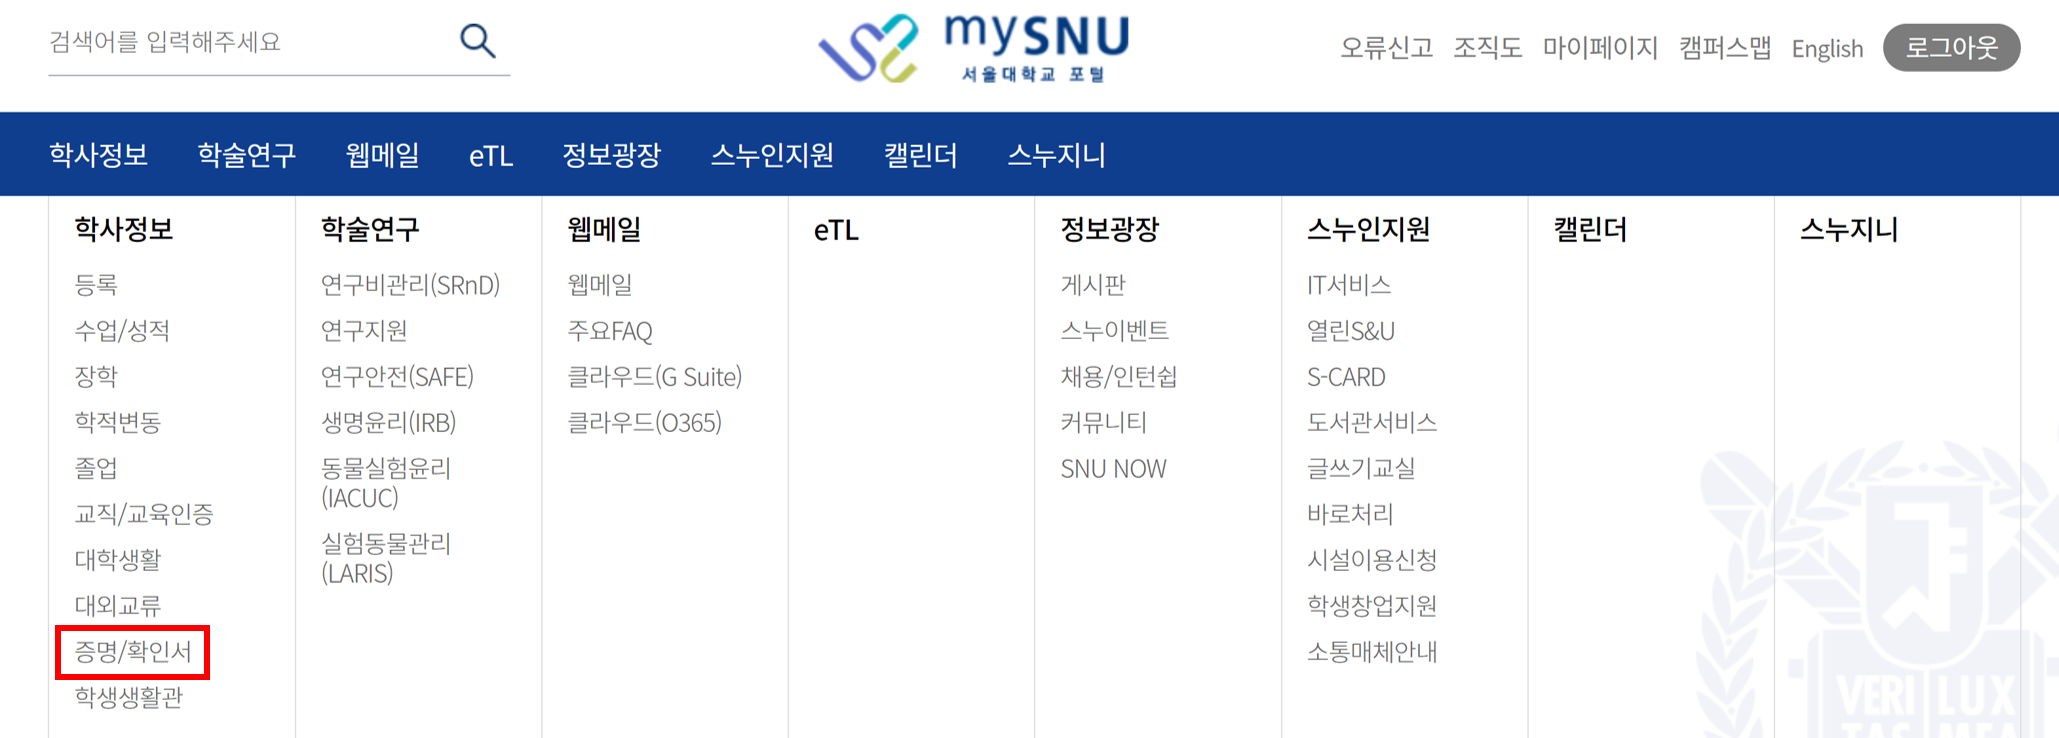 검색어를 입력해주세요
mySNU
서울대학교 포털
오류신고 조직도 마이페이지 캠퍼스맵 English 로그아웃
학사정보 학술연구 웹메일 eTL 정보광장 스누인지원 캘린더 스누지니
학사정보
등록
수업/성적
장학
학적변동
졸업
교직/교육인증
대학생활
대외교류
증명/확인서
학생생활관
학술연구
연구비관리(SRnD)
연구지원
연구안전(SAFE)
생명윤리(IRB)
동물실험윤리
(IACUC)
실험동물관리
(LARIS)
웹메일
웹메일
주요FAQ
클라우드(G Suite)
클라우드(O365)
eTL
정보광장
게시판
스누이벤트
채용/인턴쉽
커뮤니티
SNU NOW
스누인지원
IT서비스
열린S&U
S-CARD
도서관서비스
글쓰기교실
바로처리
시설이용신청
학생창업지원
소통매체안내
캘린더
스누지니
VERI LUX
TAS MEA